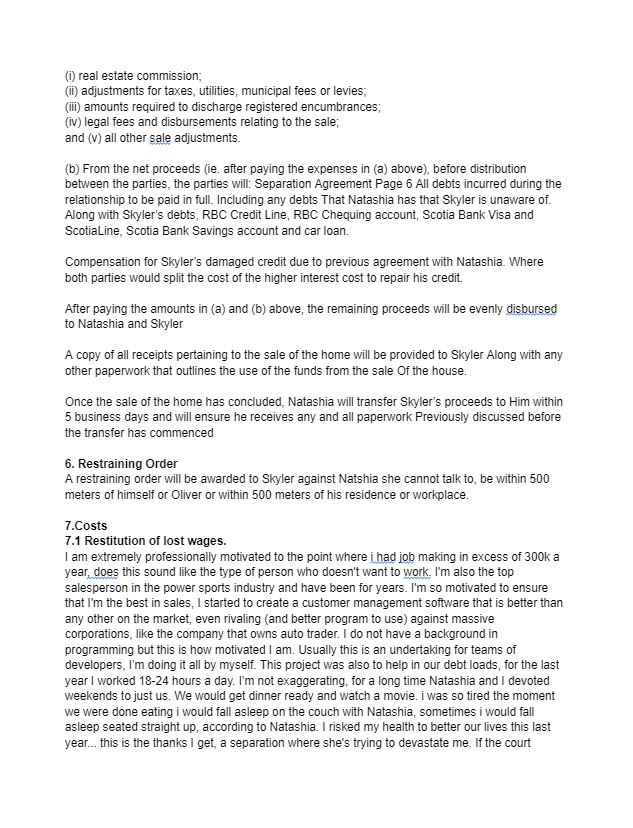 (i) real estate commission;
(ii) adjustments for taxes, utilities, municipal fees or levies;
(iii) amounts required to discharge registered encumbrances;
(iv) legal fees and disbursements relating to the sale;
and (v) all other sale adjustments.
(b) From the net proceeds (ie. after paying the expenses in (a) above), before distribution
between the parties, the parties will: Separation Agreement Page 6 All debts incurred during the
relationship to be paid in full. Including any debts That Natashia has that Skyler is unaware of.
Along with Skyler's debts, RBC Credit Line, RBC Chequing account, Scotia Bank Visa and
ScotiaLine, Scotia Bank Savings account and car loan.
Compensation for Skyler's damaged credit due to previous agreement with Natashia. Where
both parties would split the cost of the higher interest cost to repair his credit.
After paying the amounts in (a) and (b) above, the remaining proceeds will be evenly disbursed
to Natashia and Skyler
A copy of all receipts pertaining to the sale of the home will be provided to Skyler Along with any
other paperwork that outlines the use of the funds from the sale Of the house.
Once the sale of the home has concluded, Natashia will transfer Skyler's proceeds to Him within
5 business days and will ensure he receives any and all paperwork Previously discussed before
the transfer has commenced
6. Restraining Order
A restraining order will be awarded to Skyler against Natshia she cannot talk to, be within 500
meters of himself or Oliver or within 500 meters of his residence or workplace.
7.Costs
7.1 Restitution of lost wages.
I am extremely professionally motivated to the point where i had job making in excess of 300k a
year, does this sound like the type of person who doesn't want to work. I'm also the top
salesperson in the power sports industry and have been for years. I'm so motivated to ensure
that I'm the best in sales, I started to create a customer management software that is better than
any other on the market, even rivaling (and better program to use) against massive
corporations, like the company that owns auto trader. I do not have a background in
programming but this is how motivated I am. Usually this is an undertaking for teams of
developers, I'm doing it all by myself. This project was also to help in our debt loads, for the last
year I worked 18-24 hours a day. I'm not exaggerating, for a long time Natashia and I devoted
weekends to just us. We would get dinner ready and watch a movie. i was so tired the moment
we were done eating i would fall asleep on the couch with Natashia, sometimes i would fall
asleep seated straight up, according to Natashia. I risked my health to better our lives this last
year... this is the thanks I get, a separation where she's trying to devastate me. If the court